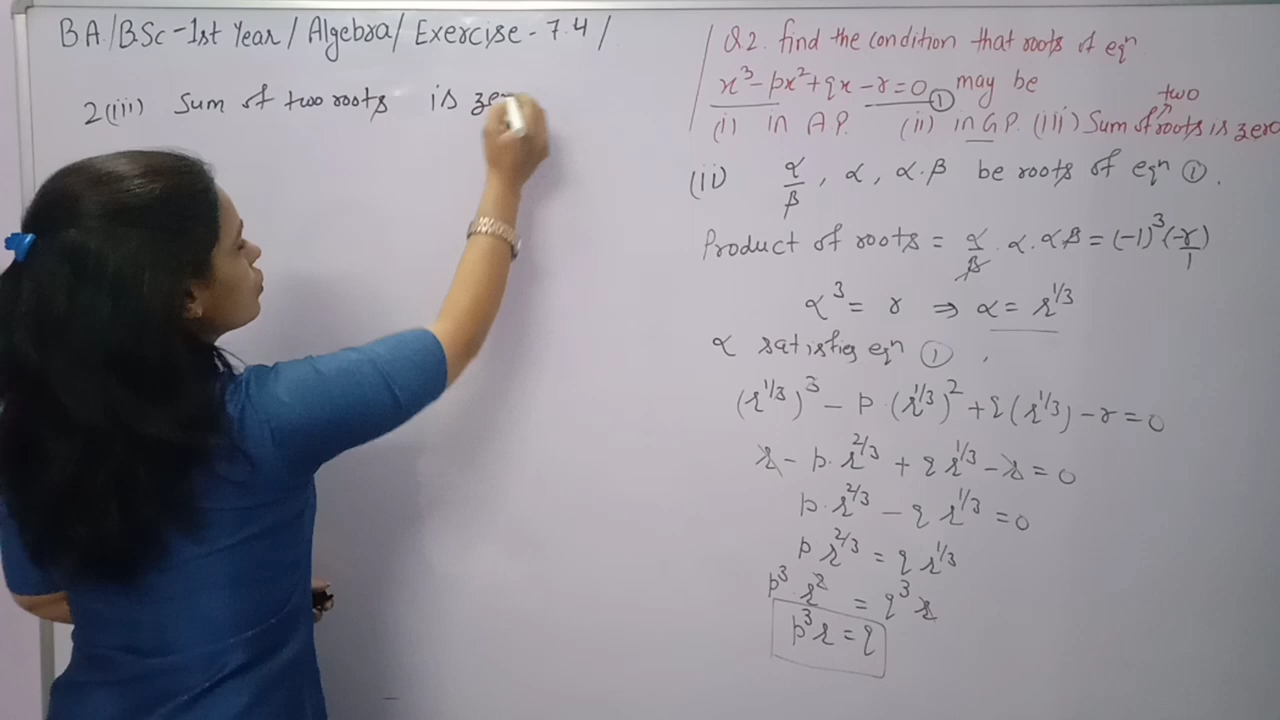 BA/BSc-1st Year/Algebra/Exercise-7.4/
2(iii) Sum of two roots is zer
Q2. find the condition that roots of eqⁿ
x³-px²+qx-r=0 ① may be
two
(i) in A.P. (ii) in G.P. (iii) Sum of roots is zero
(ii) α/β, α, α.β be roots of eqⁿ ①.
Product of roots = α/β . α . αβ = (-1)³(-r/1)
α³ = r ⇒ α = r^1/3
α satisfies eqⁿ ① .
(r^1/3)³ - p.(r^1/3)² + q(r^1/3) - r = 0
r - p.r^2/3 + q r^1/3 - r = 0
p.r^2/3 - q r^1/3 = 0
p r^2/3 = q r^1/3
p³.r² = q³ r
p³r = q